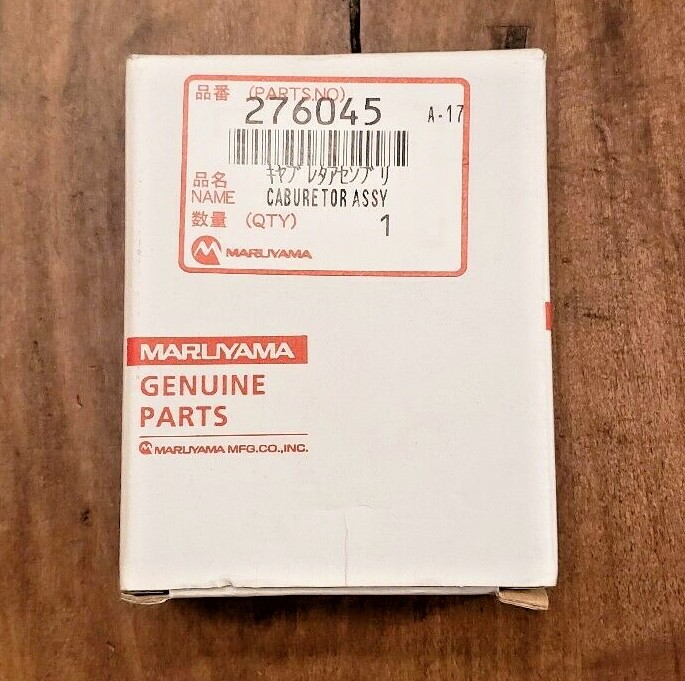 品番 (PARTS.NO)
276045 A-17
キヤブレタアセンブリ
品名
NAME CABURETOR ASSY
数量 (QTY) 1
MARUYAMA
MARUYAMA
GENUINE
PARTS
MARUYAMA MFG.CO.,INC.